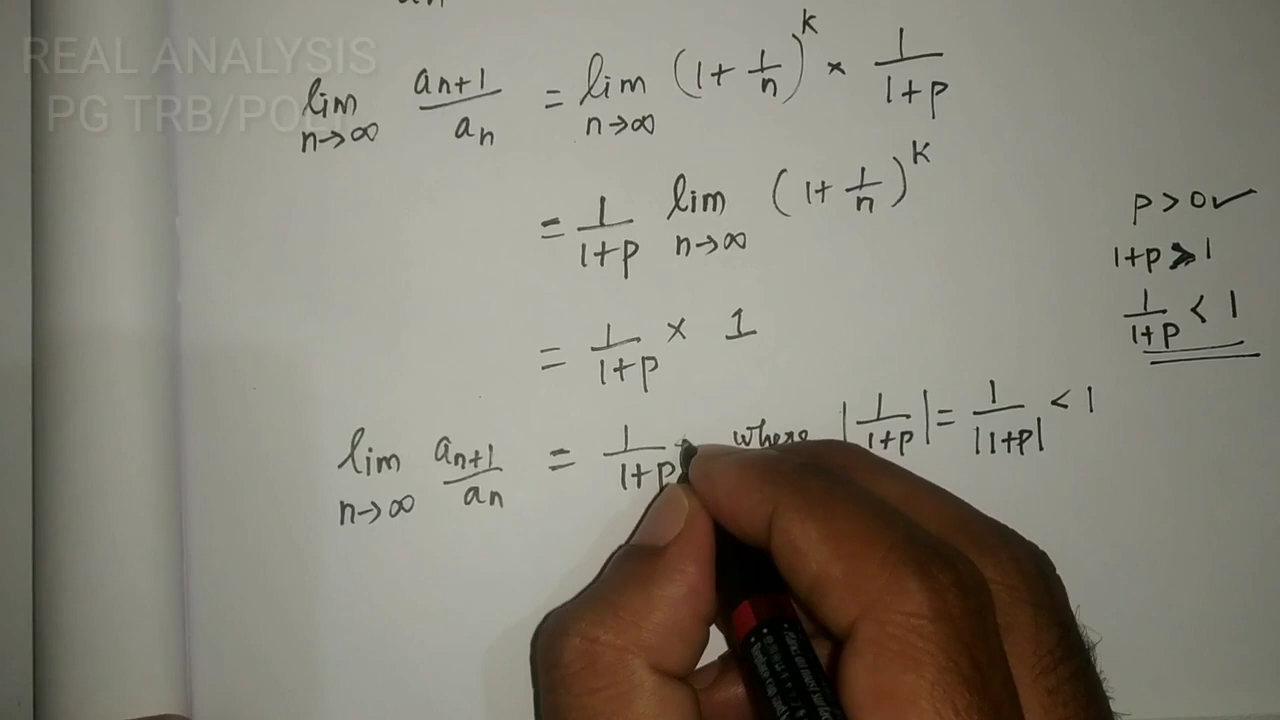 REAL ANALYSIS
PG TRB/POL
an
lim n→∞ an+1/an = lim n→∞ (1 + 1/n)^k × 1/(1+p)
= 1/(1+p) lim n→∞ (1 + 1/n)^k
p > 0 ✓
1+p > 1
1/(1+p) < 1
= 1/(1+p) × 1
lim n→∞ an+1/an = 1/(1+p) where |1/(1+p)| = 1/|1+p| < 1